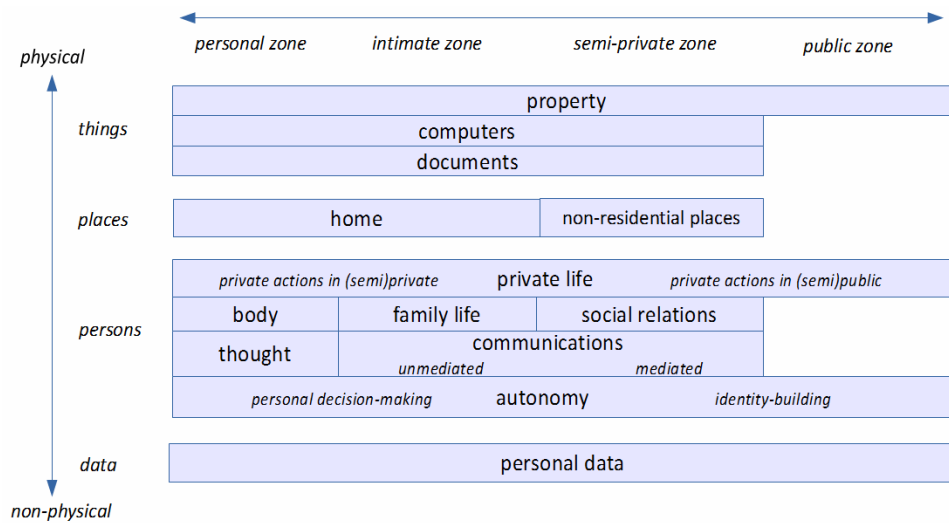 personal zone intimate zone semi-private zone public zone
physical
property
things
computers
documents
places home non-residential places
private actions in (semi)private private life private actions in (semi)public
body family life social relations
persons
thought communications
unmediated mediated
personal decision-making autonomy identity-building
data personal data
non-physical